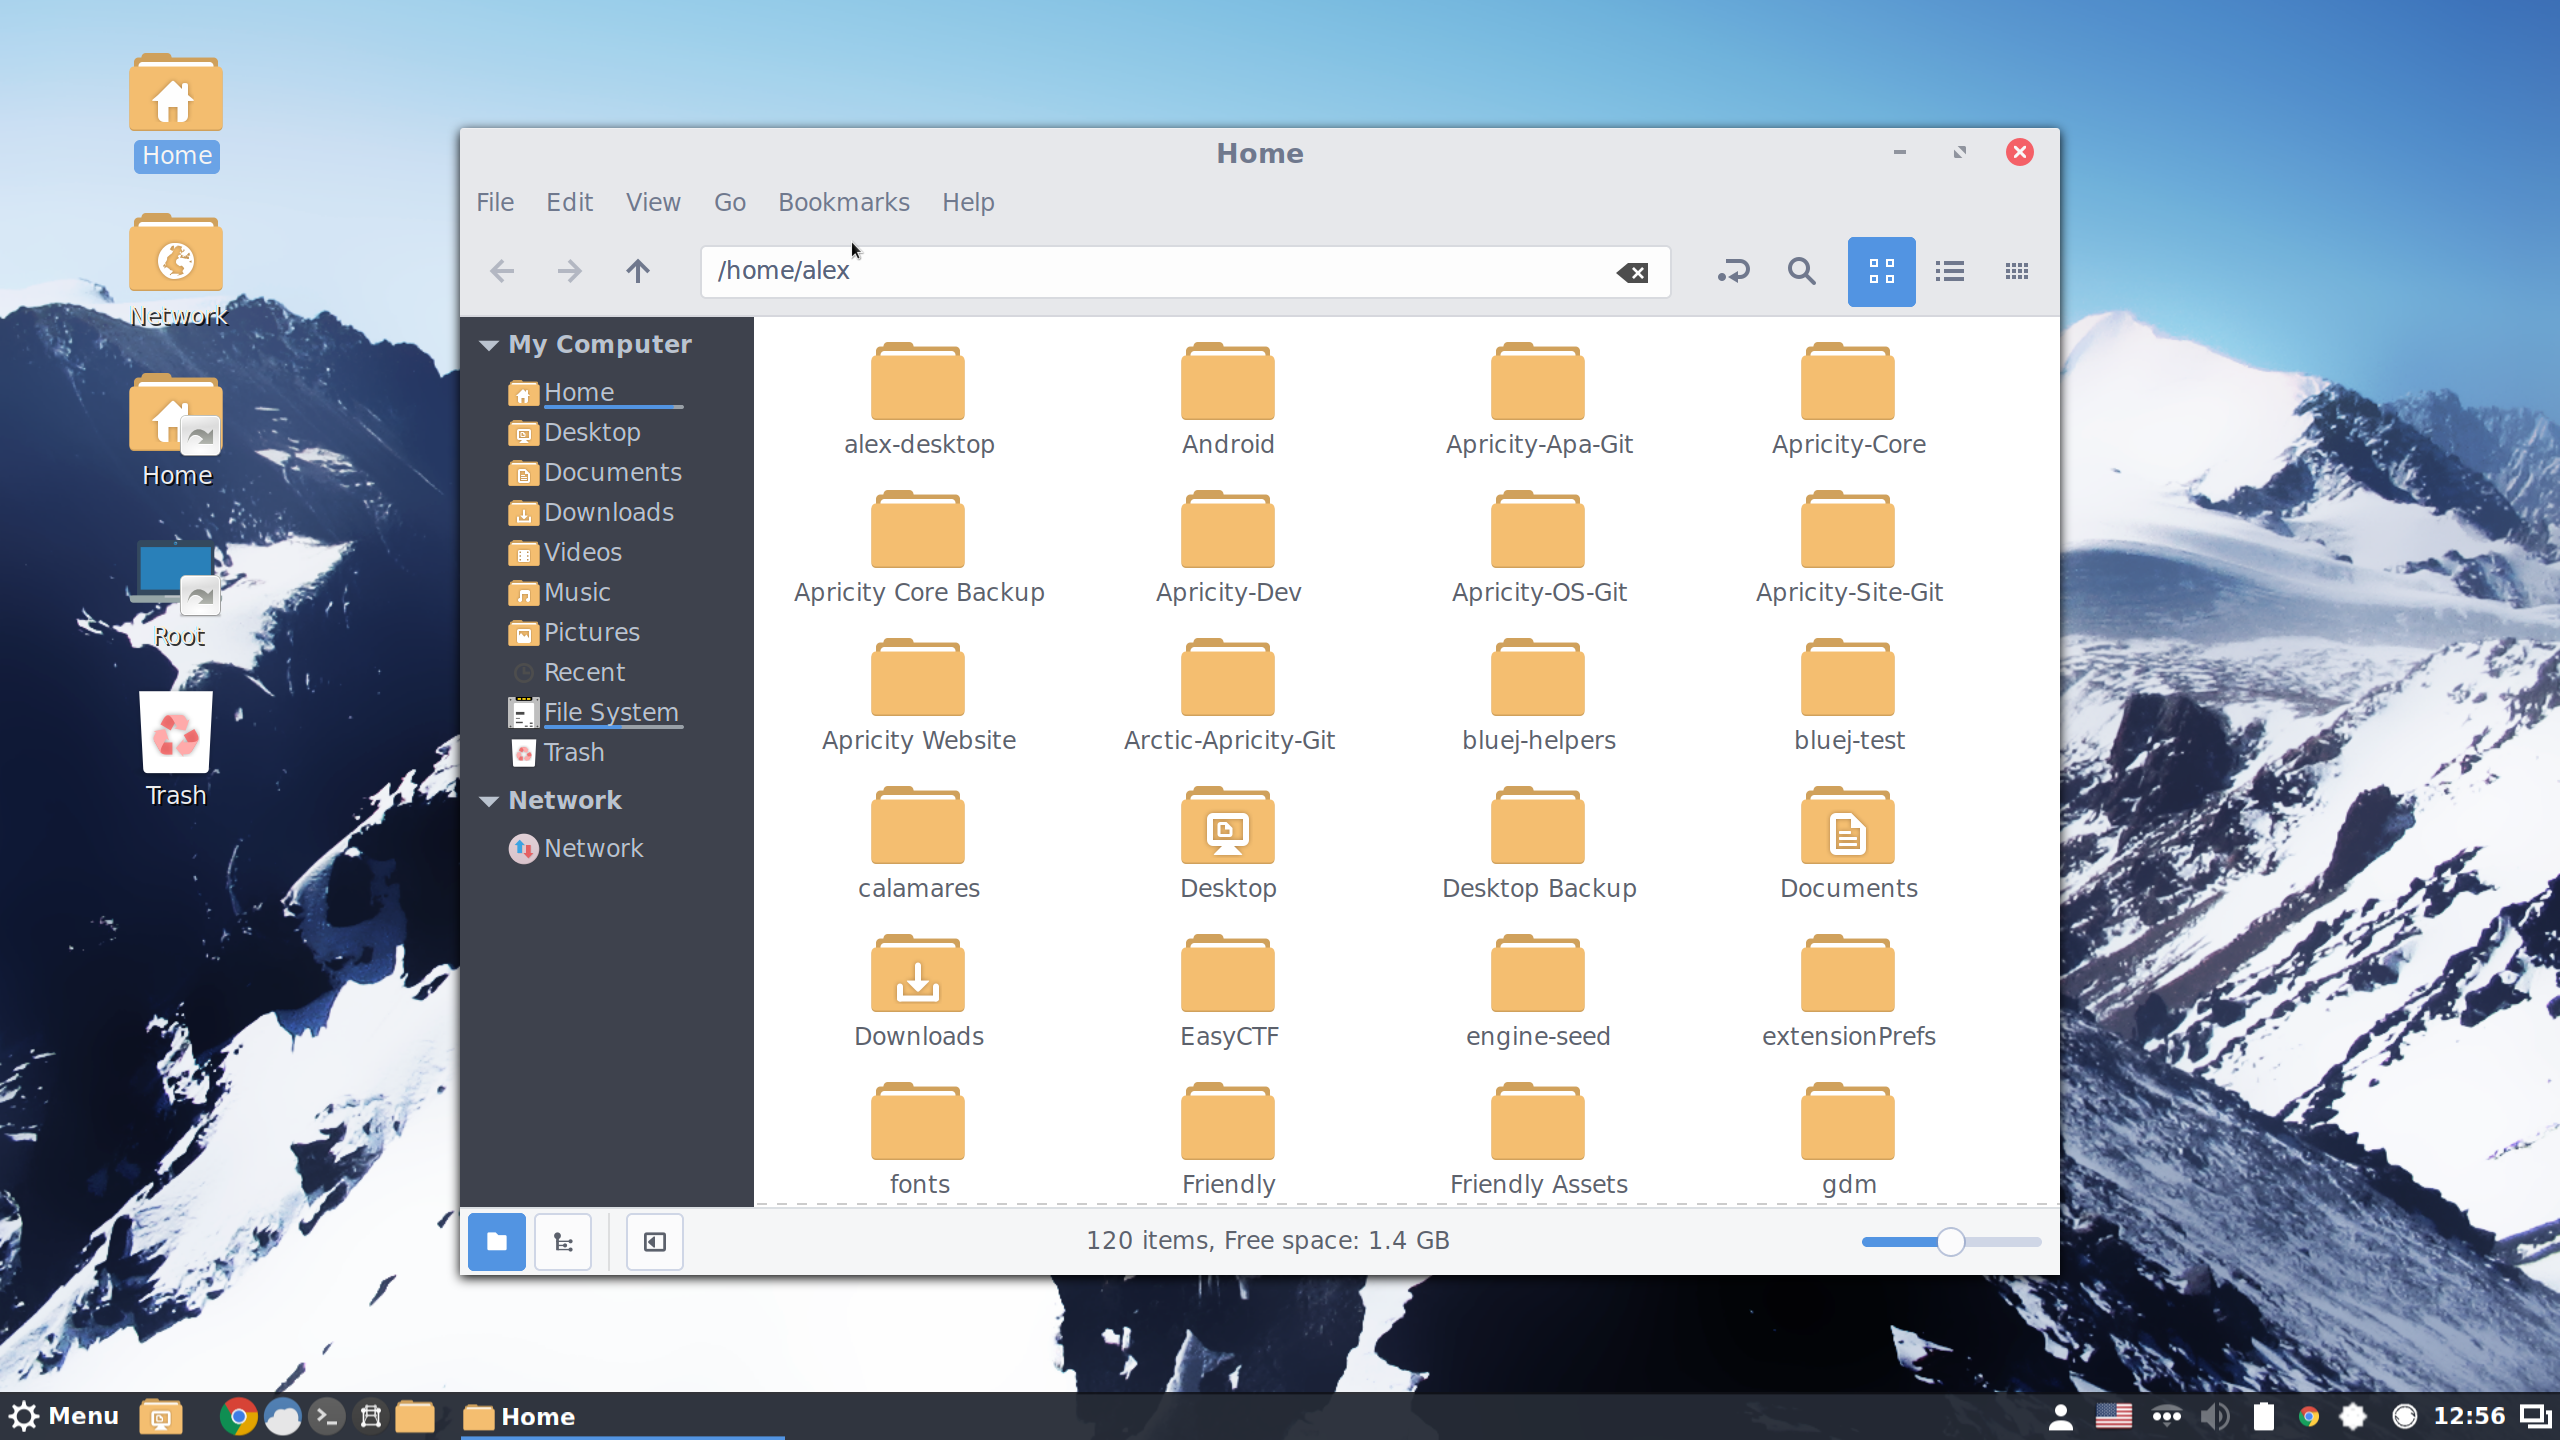 Home
Network
Home
Root
Trash
Home
File Edit View Go Bookmarks Help
/home/alex
My Computer
Home
Desktop
Documents
Downloads
Videos
Music
Pictures
Recent
File System
Trash
Network
Network
alex-desktop Android Apricity-Apa-Git Apricity-Core
Apricity Core Backup Apricity-Dev Apricity-OS-Git Apricity-Site-Git
Apricity Website Arctic-Apricity-Git bluej-helpers bluej-test
calamares Desktop Desktop Backup Documents
Downloads EasyCTF engine-seed extensionPrefs
fonts Friendly Friendly Assets gdm
120 items, Free space: 1.4 GB
Menu Home 12:56